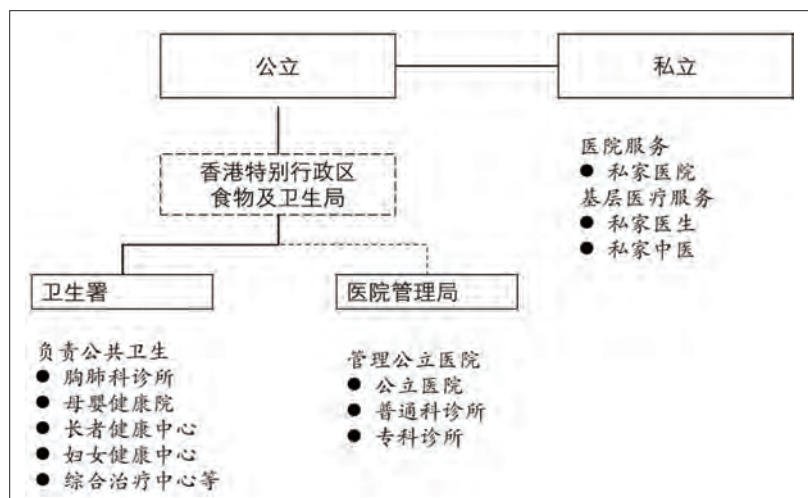 公立
私立
香港特别行政区
食物及卫生局
医院服务
● 私家医院
基层医疗服务
● 私家医生
● 私家中医
卫生署
医院管理局
负责公共卫生
● 胸肺科诊所
● 母婴健康院
● 长者健康中心
● 妇女健康中心
● 综合治疗中心等
管理公立医院
● 公立医院
● 普通科诊所
● 专科诊所